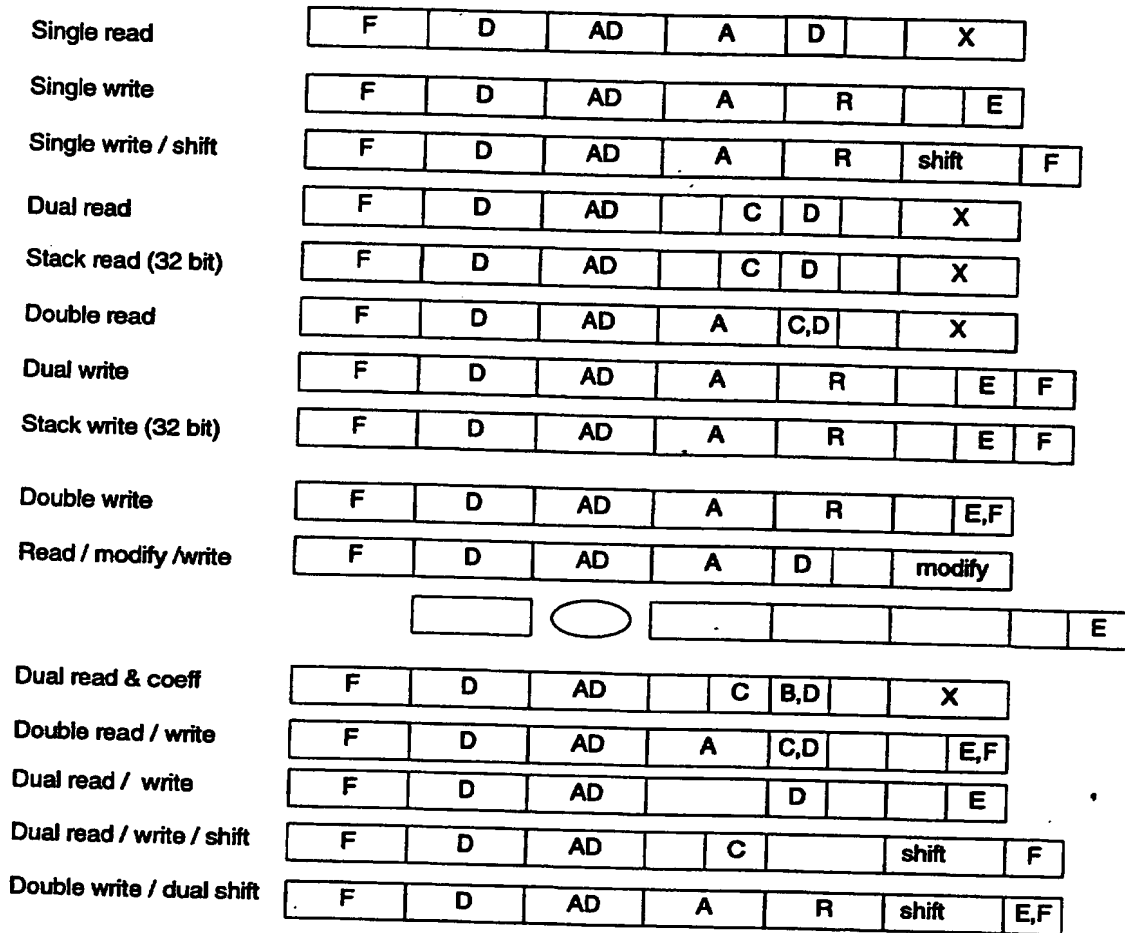 Single read F D AD A D X
Single write F D AD A R E
Single write / shift F D AD A R shift F
Dual read F D AD C D X
Stack read (32 bit) F D AD C D X
Double read F D AD A C,D X
Dual write F D AD A R E F
Stack write (32 bit) F D AD A R E F
Double write F D AD A R E,F
Read / modify /write F D AD A D modify
E
Dual read & coeff F D AD C B,D X
Double read / write F D AD A C,D E,F
Dual read / write F D AD D E
Dual read / write / shift F D AD C shift F
Double write / dual shift F D AD A R shift E,F